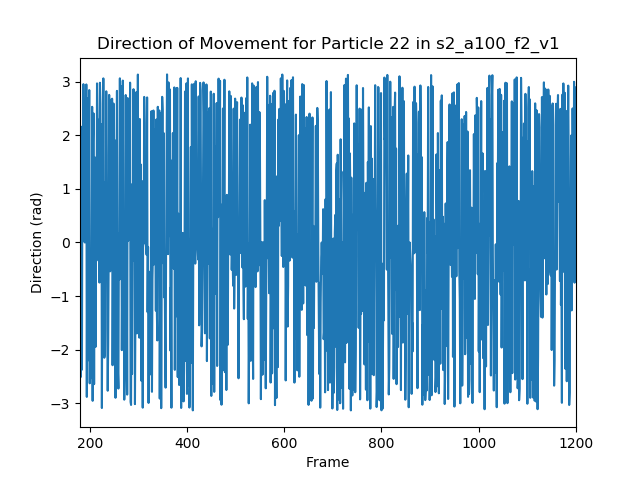 Direction of Movement for Particle 22 in s2_a100_f2_v1
3
2
1
0
−1
−2
−3
Direction (rad)
200 400 600 800 1000 1200
Frame